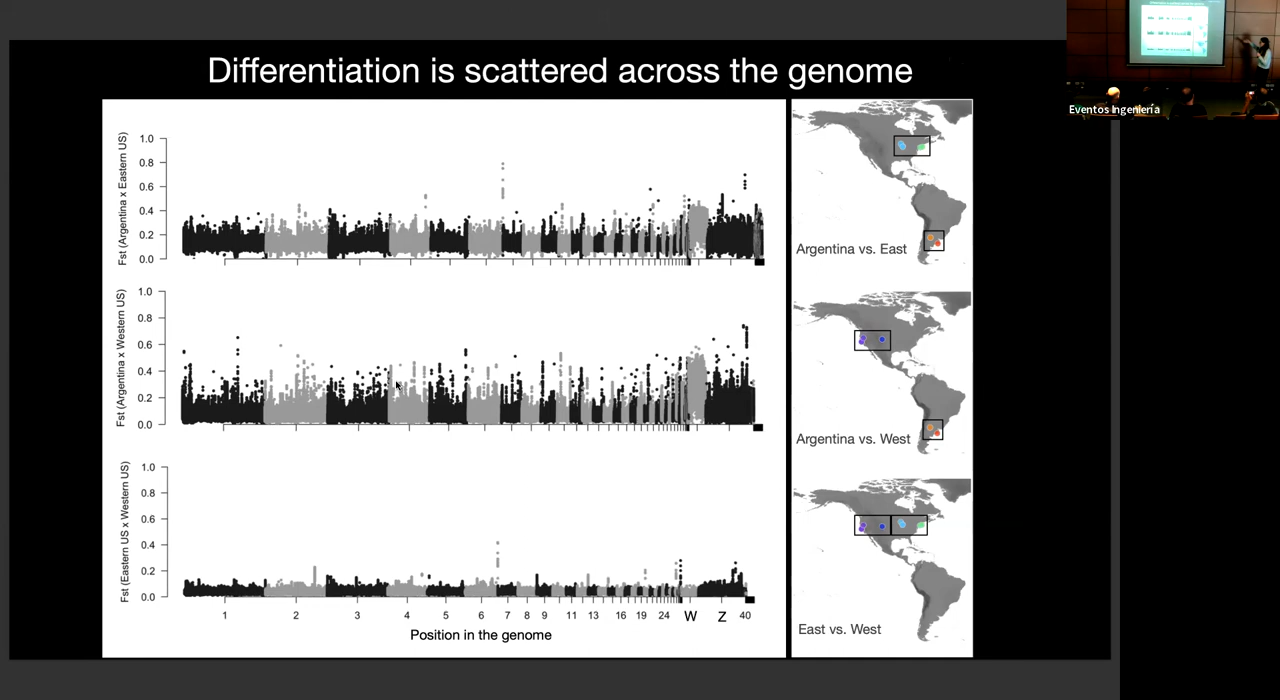 Differentiation is scattered across the genome
Eventos Ingeniería
Fst (Argentina x Eastern US)
1.0
0.8
0.6
0.4
0.2
0.0
Argentina vs. East
Fst (Argentina x Western US)
1.0
0.8
0.6
0.4
0.2
0.0
Argentina vs. West
Fst (Eastern US x Western US)
1.0
0.8
0.6
0.4
0.2
0.0
1 2 3 4 5 6 7 8 9 11 13 16 19 24 W Z 40
Position in the genome
East vs. West